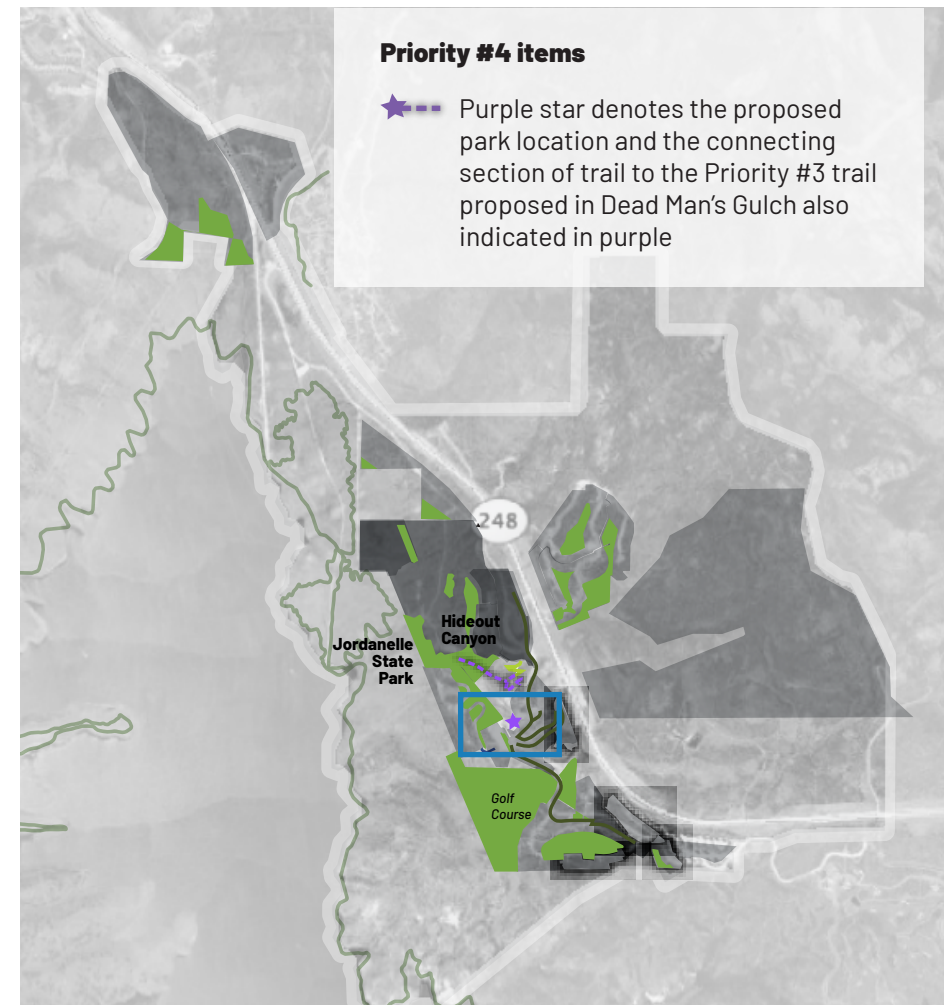 Priority #4 items
Purple star denotes the proposed
park location and the connecting
section of trail to the Priority #3 trail
proposed in Dead Man's Gulch also
indicated in purple
248
Hideout
Canyon
Jordanelle
State
Park
Golf
Course